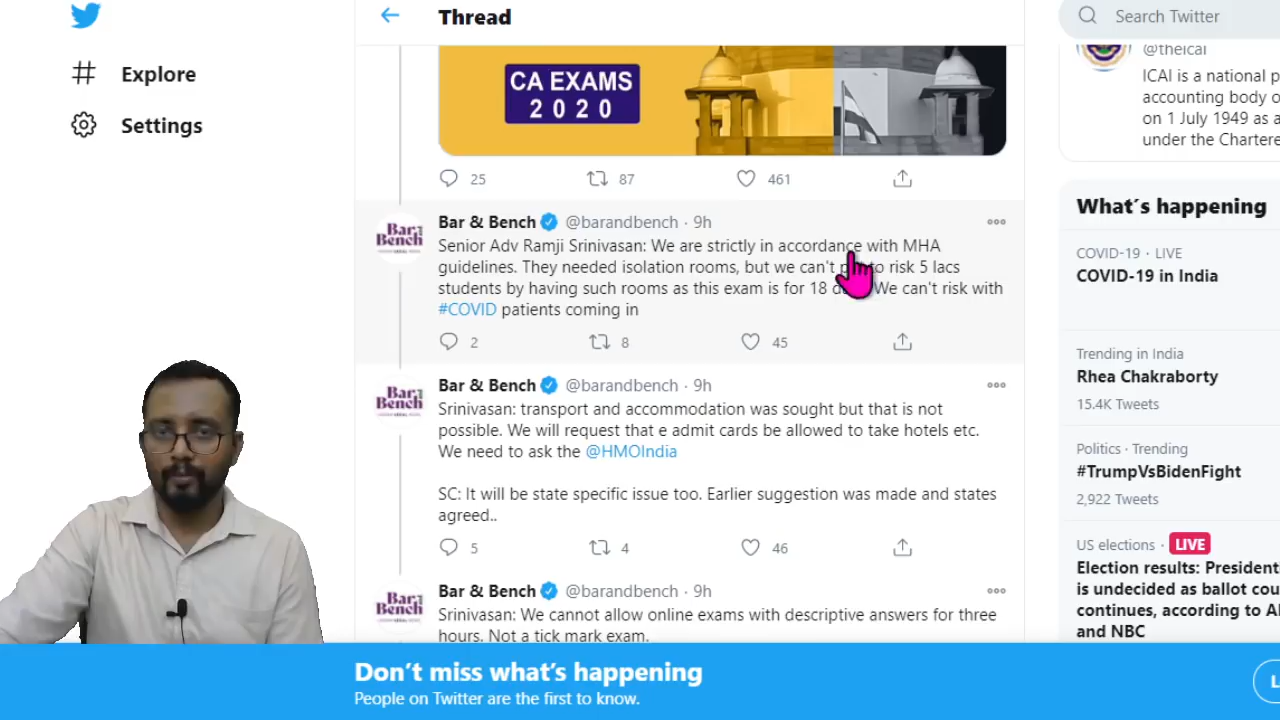 Explore
Settings
Thread
CA EXAMS
2020
25 87 461
Bar & Bench @barandbench · 9h
Senior Adv Ramji Srinivasan: We are strictly in accordance with MHA
guidelines. They needed isolation rooms, but we can't to risk 5 lacs
students by having such rooms as this exam is for 18 We can't risk with
#COVID patients coming in
2 8 45
Bar & Bench @barandbench · 9h
Srinivasan: transport and accommodation was sought but that is not
possible. We will request that e admit cards be allowed to take hotels etc.
We need to ask the @HMOIndia
SC: It will be state specific issue too. Earlier suggestion was made and states
agreed..
5 4 46
Bar & Bench @barandbench · 9h
Srinivasan: We cannot allow online exams with descriptive answers for three
hours. Not a tick mark exam.
Bar
Bench
Bar
Bench
Bar
Bench
Search Twitter
@theicai
ICAI is a national
accounting body
on 1 July 1949 as a
under the
What's happening
COVID-19 · LIVE
COVID-19 in India
Trending in India
Rhea Chakraborty
15.4K Tweets
Politics · Trending
#TrumpVsBidenFight
2,922 Tweets
US elections · LIVE
Election results:
is undecided as ballot
continues, according to
and NBC
Don't miss what's happening
People on Twitter are the first to know.